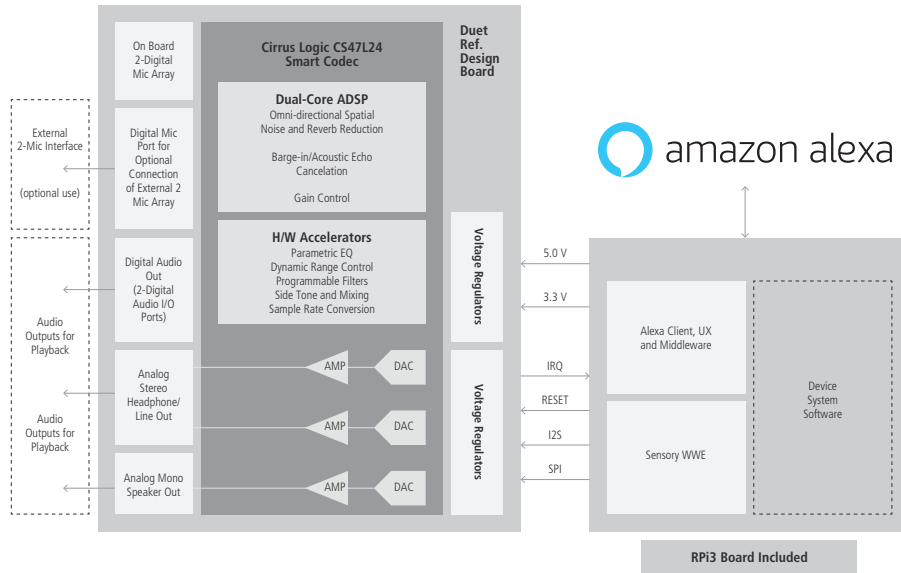 On Board
2-Digital
Mic Array
Cirrus Logic CS47L24
Smart Codec
Duet
Ref.
Design
Board
Dual-Core ADSP
Omni-directional Spatial
Noise and Reverb Reduction
Barge-in/Acoustic Echo
Cancelation
Gain Control
External
2-Mic Interface
(optional use)
Digital Mic
Port for
Optional
Connection
of External 2
Mic Array
H/W Accelerators
Parametric EQ
Dynamic Range Control
Programmable Filters
Side Tone and Mixing
Sample Rate Conversion
Digital Audio
Out
(2-Digital
Audio I/O
Ports)
Audio
Outputs for
Playback
Analog
Stereo
Headphone/
Line Out
Audio
Outputs for
Playback
Analog Mono
Speaker Out
AMP
DAC
AMP
DAC
AMP
DAC
Voltage Regulators
Voltage Regulators
5.0 V
3.3 V
IRQ
RESET
I2S
SPI
amazon alexa
Alexa Client, UX
and Middleware
Sensory WWE
Device
System
Software
RPi3 Board Included